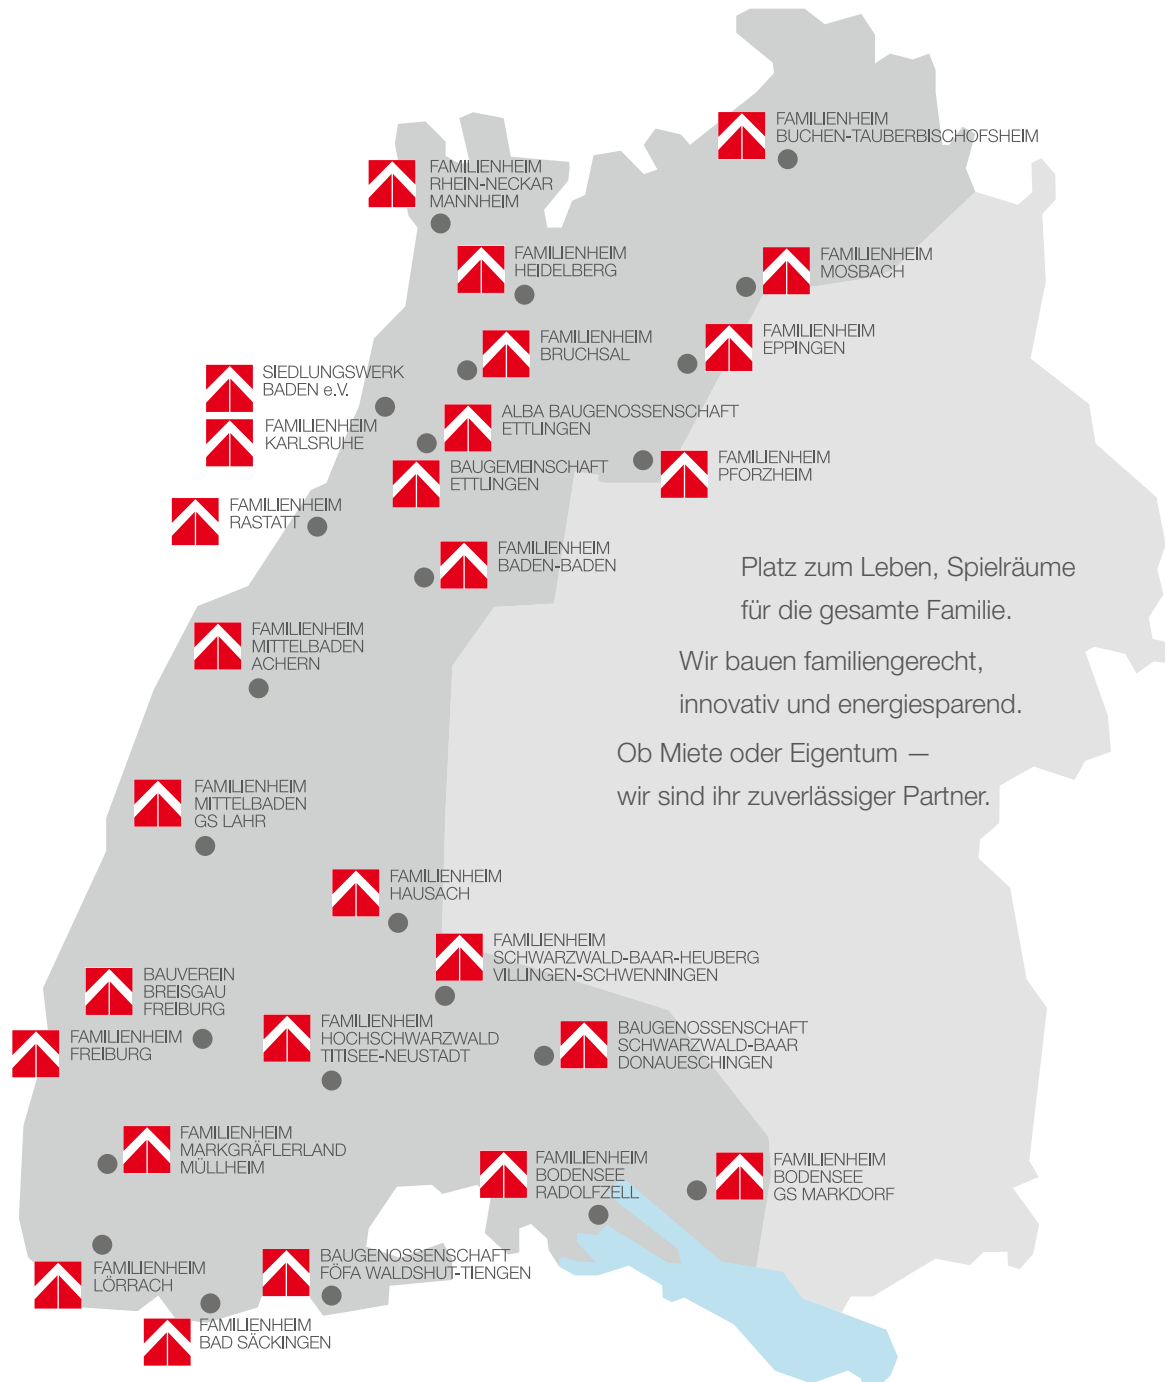 FAMILIENHEIM
BUCHEN-TAUBERBISCHOFSHEIM
FAMILIENHEIM
RHEIN-NECKAR
MANNHEIM
FAMILIENHEIM
HEIDELBERG
FAMILIENHEIM
MOSBACH
FAMILIENHEIM
BRUCHSAL
FAMILIENHEIM
EPPINGEN
SIEDLUNGSWERK
BADEN e.V.
FAMILIENHEIM
KARLSRUHE
ALBA BAUGENOSSENSCHAFT
ETTLINGEN
BAUGEMEINSCHAFT
ETTLINGEN
FAMILIENHEIM
PFORZHEIM
FAMILIENHEIM
RASTATT
FAMILIENHEIM
BADEN-BADEN
Platz zum Leben, Spielräume
für die gesamte Familie.
Wir bauen familiengerecht,
innovativ und energiesparend.
Ob Miete oder Eigentum —
wir sind ihr zuverlässiger Partner.
FAMILIENHEIM
MITTELBADEN
ACHERN
FAMILIENHEIM
MITTELBADEN
GS LAHR
FAMILIENHEIM
HAUSACH
FAMILIENHEIM
SCHWARZWALD-BAAR-HEUBERG
VILLINGEN-SCHWENNINGEN
BAUVEREIN
BREISGAU
FREIBURG
FAMILIENHEIM
FREIBURG
FAMILIENHEIM
HOCHSCHWARZWALD
TITISEE-NEUSTADT
BAUGENOSSENSCHAFT
SCHWARZWALD-BAAR
DONAUESCHINGEN
FAMILIENHEIM
MARKGRÄFLERLAND
MÜLLHEIM
FAMILIENHEIM
BODENSEE
RADOLFZELL
FAMILIENHEIM
BODENSEE
GS MARKDORF
FAMILIENHEIM
LÖRRACH
BAUGENOSSENSCHAFT
FÖFA WALDSHUT-TIENGEN
FAMILIENHEIM
BAD SÄCKINGEN